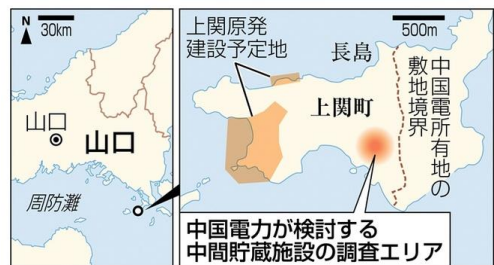 30km
N
山口
山口
周防灘
500m
上関原発
建設予定地
長島
上関町
中国電所有地の
敷地境界
中国電力が検討する
中間貯蔵施設の調査エリア